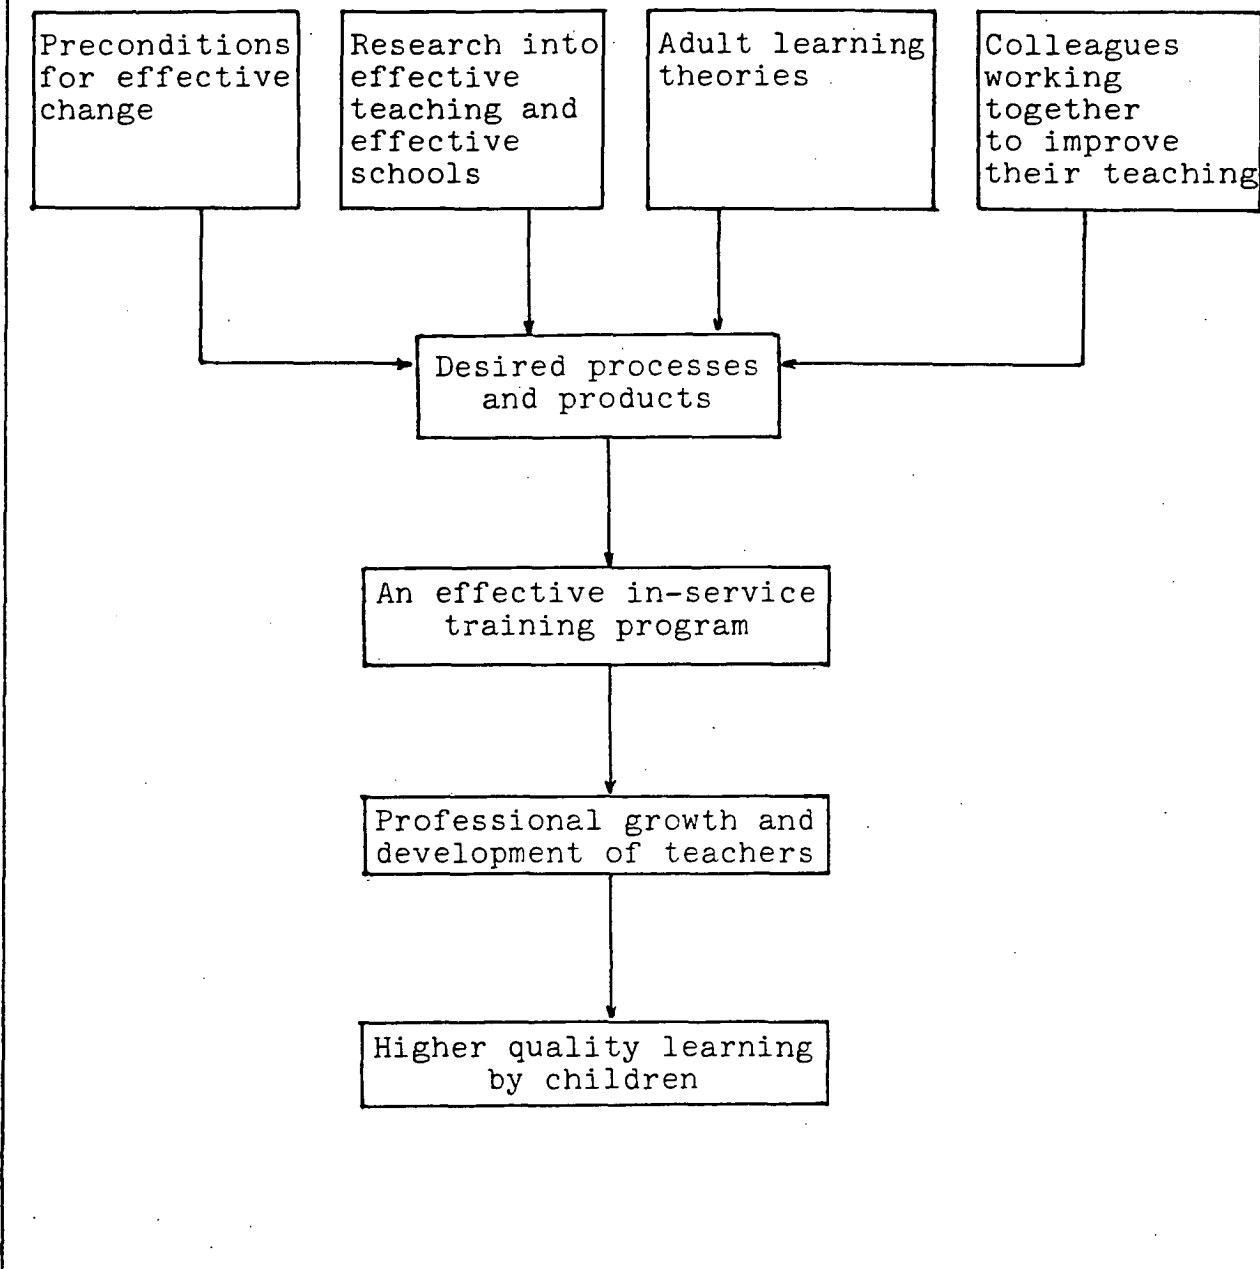 Preconditions
for effective
change
Research into
effective
teaching and
effective
schools
Adult learning
theories
Colleagues
working
together
to improve
their teaching
Desired processes
and products
An effective in-service
training program
Professional growth and
development of teachers
Higher quality learning
by children